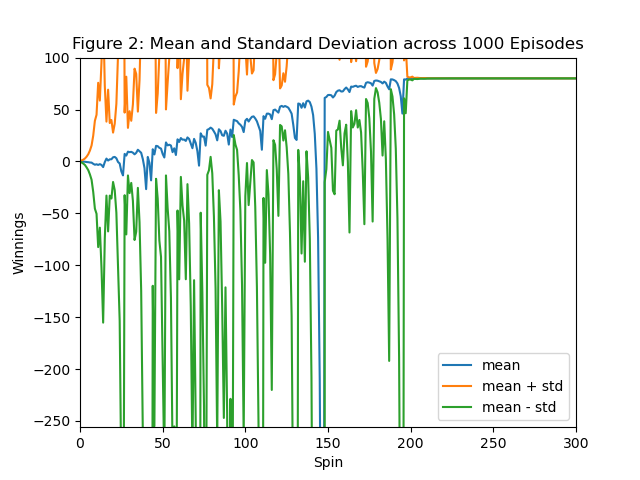 Figure 2: Mean and Standard Deviation across 1000 Episodes
100
50
0
−50
−100
−150
−200
−250
Winnings
mean
mean + std
mean - std
0 50 100 150 200 250 300
Spin